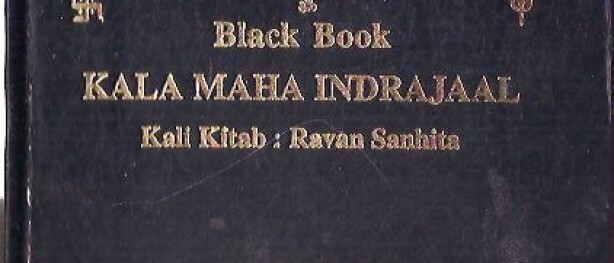 Black Book
KALA MAHA INDRAJAAL
Kali Kitab : Ravan Sanhita